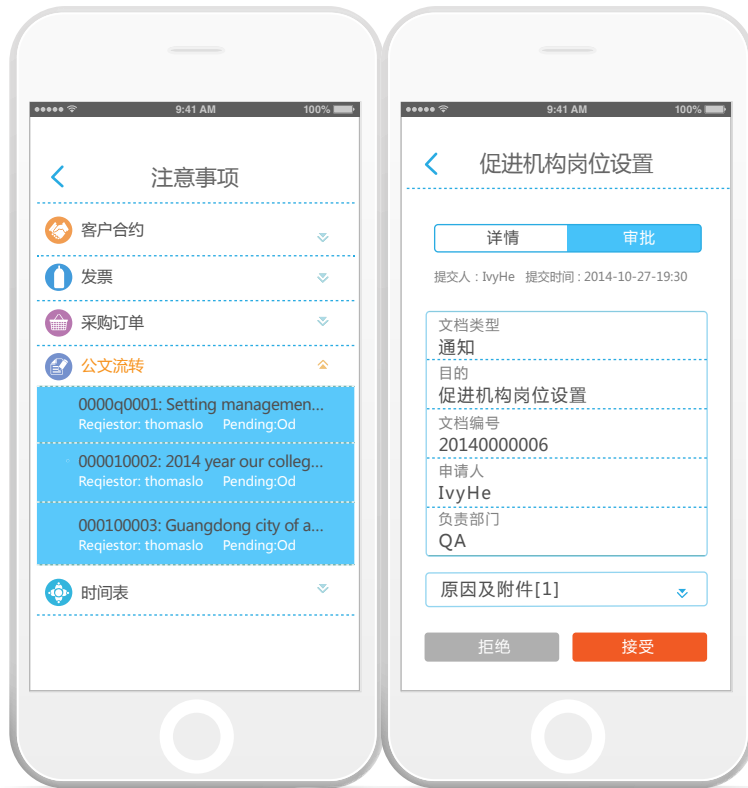 9:41 AM
100%
注意事项
客户合约
发票
采购订单
公文流转
0000q0001: Setting managemen...
Reqiestor: thomaslo Pending:Od
000010002: 2014 year our colleg...
Reqiestor: thomaslo Pending:Od
000100003: Guangdong city of a...
Reqiestor: thomaslo Pending:Od
时间表
9:41 AM
100%
促进机构岗位设置
详情
审批
提交人 : IvyHe 提交时间 : 2014-10-27-19:30
文档类型
通知
目的
促进机构岗位设置
文档编号
20140000006
申请人
IvyHe
负责部门
QA
原因及附件[1]
拒绝
接受